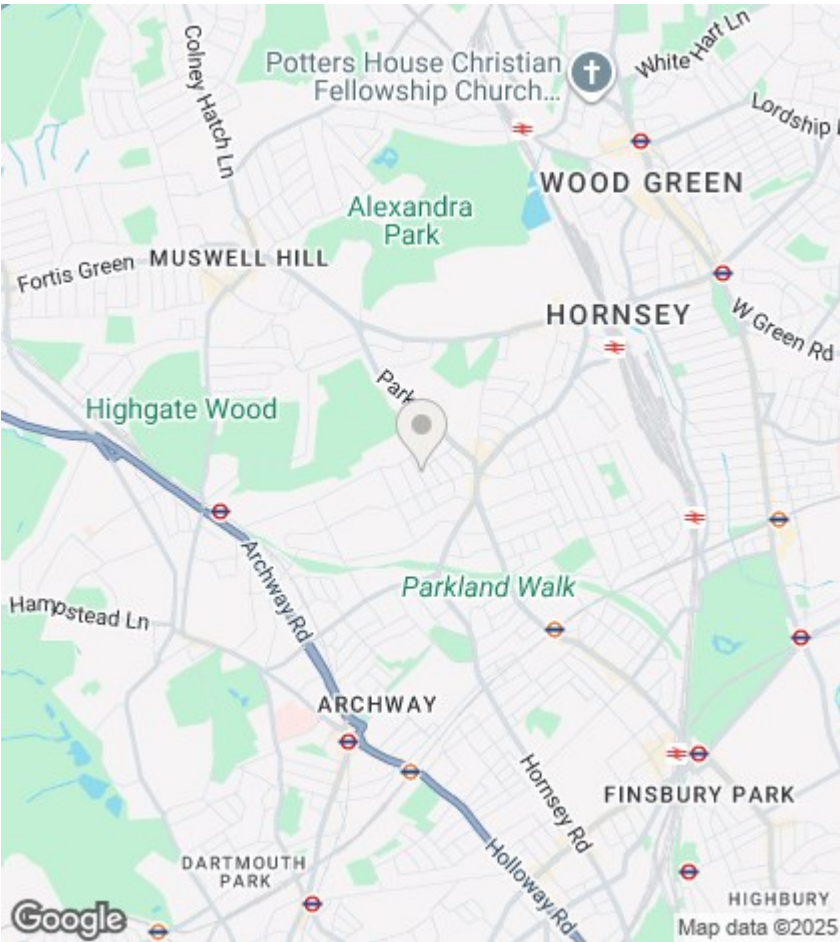 Colney Hatch Ln
Potters House Christian
Fellowship Church...
White Hart Ln
Lordship
WOOD GREEN
Alexandra
Park
Fortis Green
MUSWELL HILL
HORNSEY
W Green Rd
Park
Highgate Wood
Archway Rd
Parkland Walk
Hampstead Ln
ARCHWAY
Hornsey Rd
FINSBURY PARK
Holloway Rd
DARTMOUTH
PARK
HIGHBURY
Google
Map data ©2025